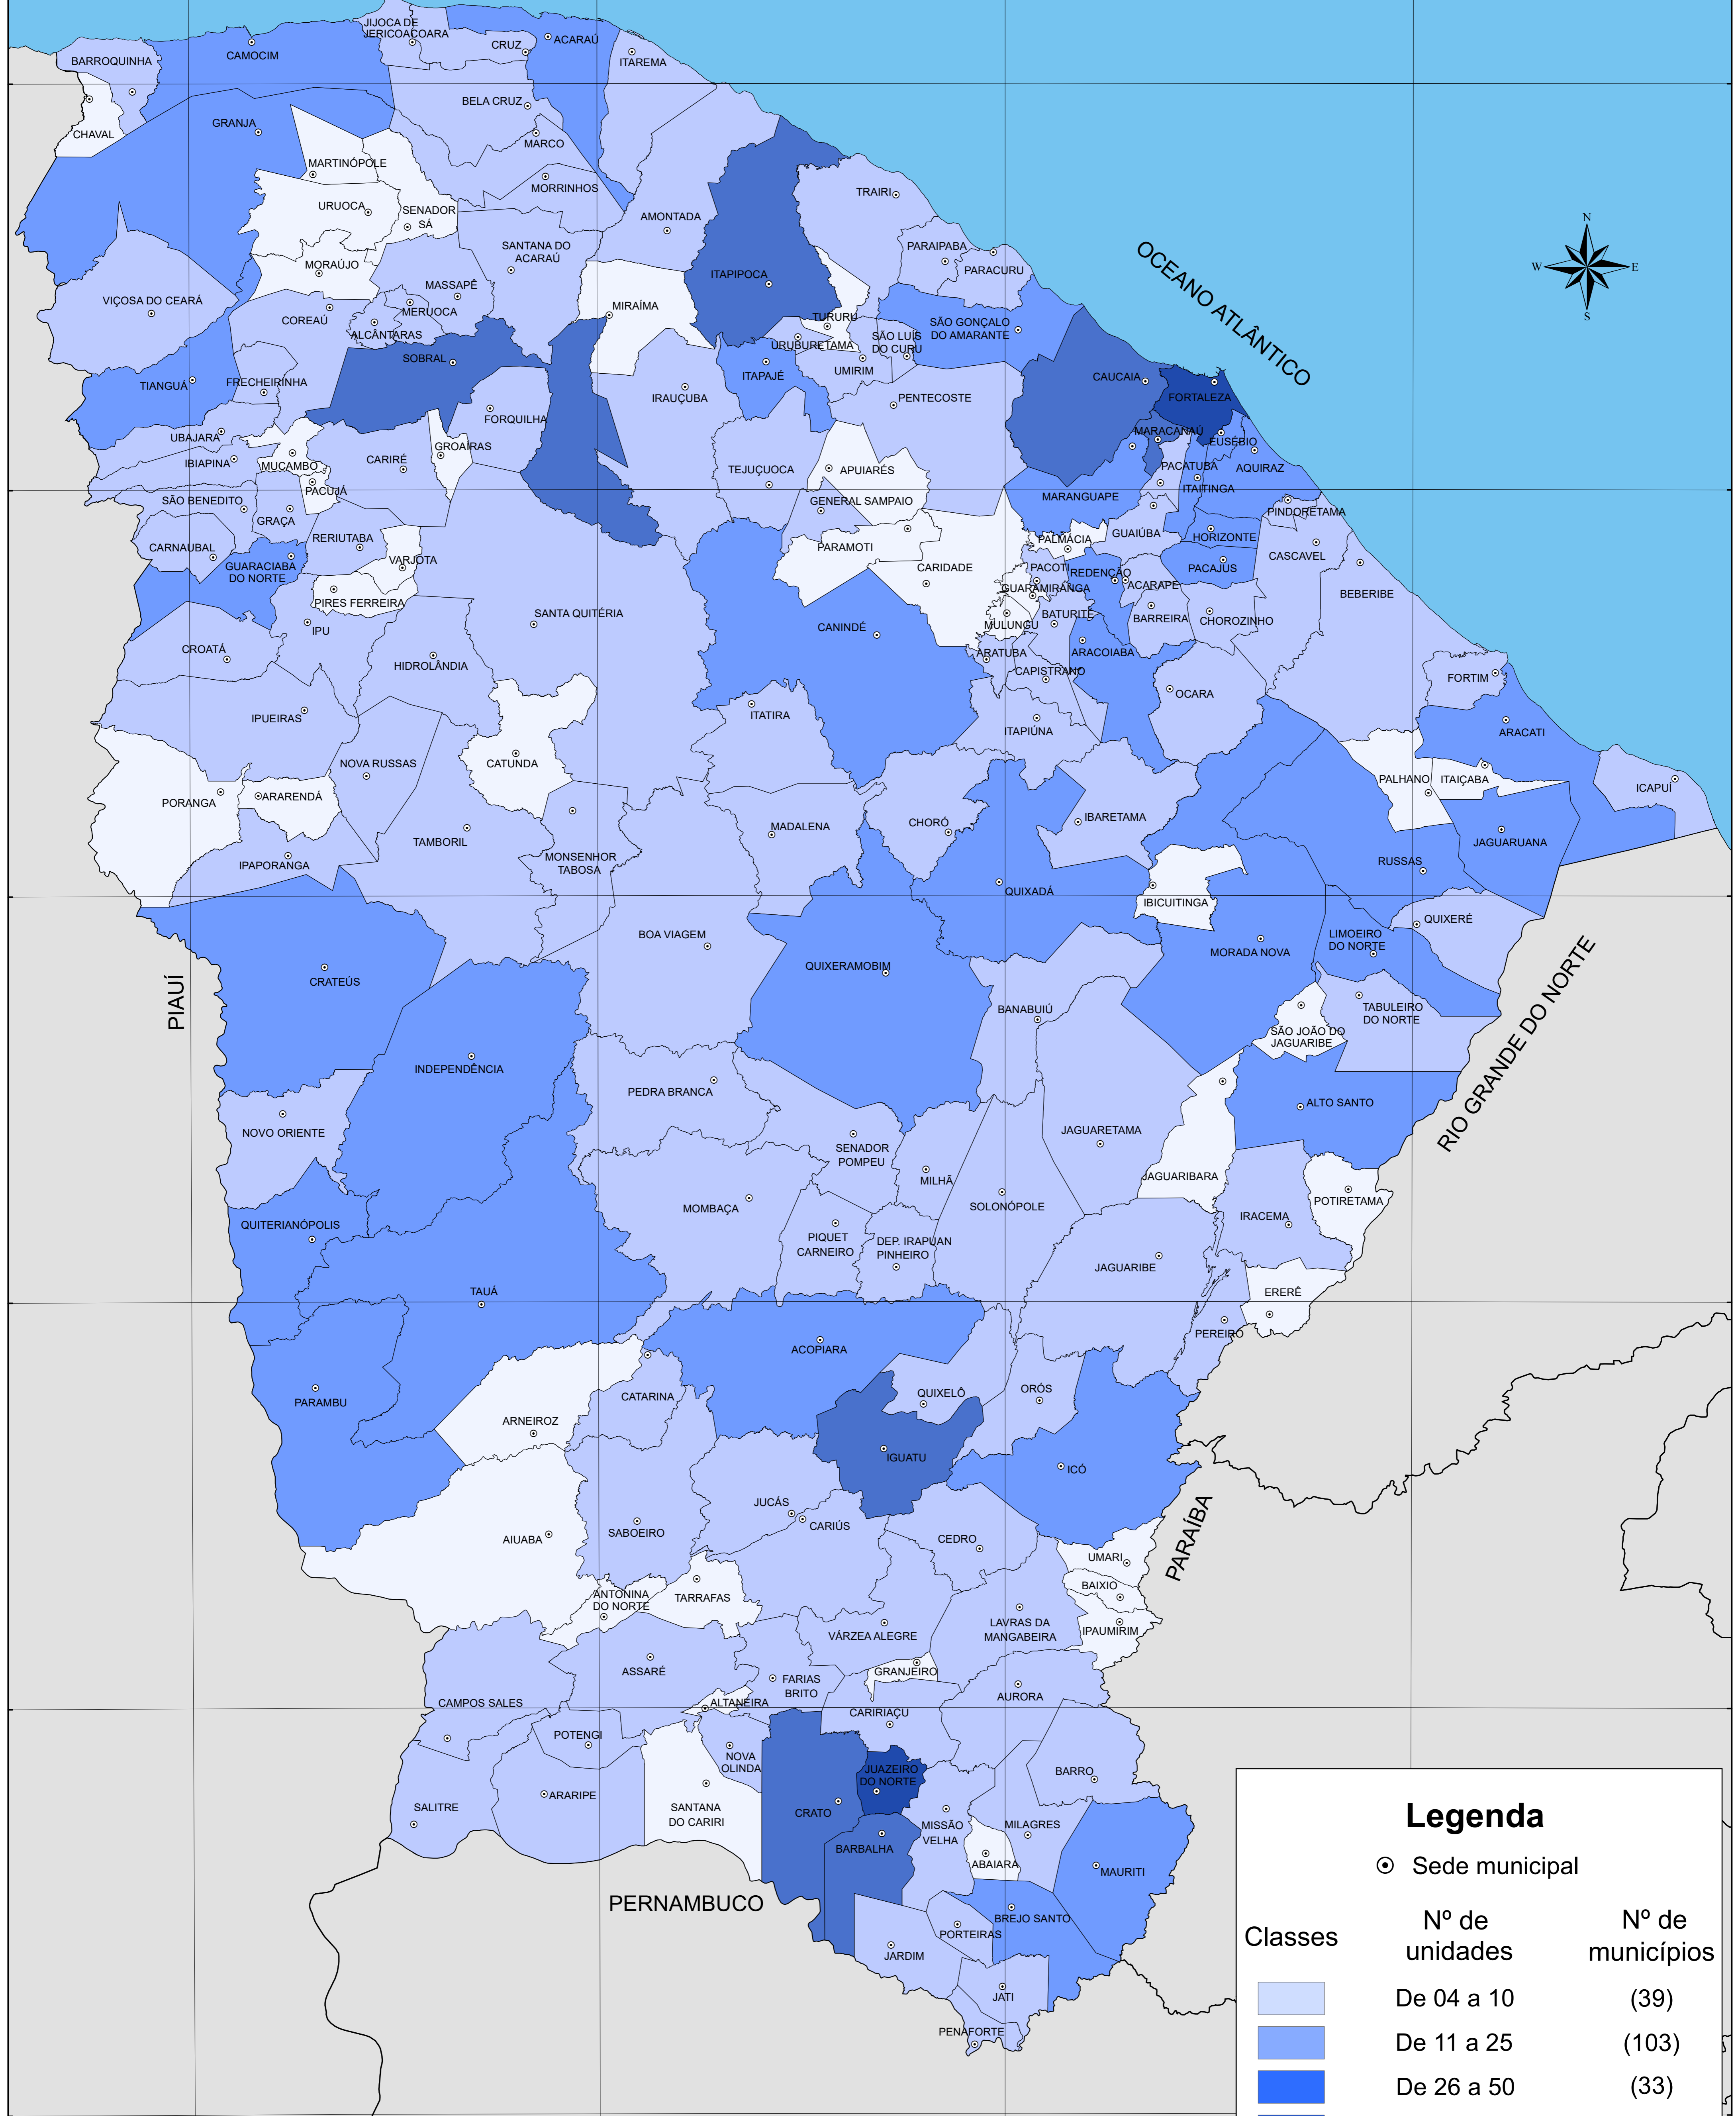 JIJOCA DE
JERICOACOARA
CRUZ
ACARAÚ
ITAREMA
BARROQUINHA
CAMOCIM
BELA CRUZ
CHAVAL
GRANJA
MARCO
MARTINÓPOLE
MORRINHOS
TRAIRI
URUOCA
SENADOR
SÁ
AMONTADA
N
W
E
S
SANTANA DO
ACARAÚ
PARAIPABA
PARACURU
OCEANO ATLÂNTICO
MORAÚJO
ITAPIPOCA
MASSAPÊ
VIÇOSA DO CEARÁ
MIRAÍMA
MERUOCA
COREAÚ
TURURU
SÃO GONÇALO
DO AMARANTE
ALCÂNTARAS
URUBURETAMA
SÃO LUÍS
DO CURU
SOBRAL
UMIRIM
ITAPAJÉ
CAUCAIA
TIANGUÁ
FRECHEIRINHA
IRAUÇUBA
PENTECOSTE
FORTALEZA
FORQUILHA
MARACANAÚ
EUSÉBIO
UBAJARA
GROAÍRAS
IBIAPINA
MUCAMBO
CARIRÉ
TEJUÇUOCA
APUIARÉS
PACATUBA
AQUIRAZ
PACUJÁ
ITAITINGA
MARANGUAPE
SÃO BENEDITO
GENERAL SAMPAIO
PINDORETAMA
GRAÇA
CARNAUBAL
RERIUTABA
PARAMOTI
PALMÁCIA
GUAIÚBA
HORIZONTE
CASCAVEL
GUARACIABA
DO NORTE
VARJOTA
CARIDADE
PACOTI
REDENÇÃO
PACAJUS
GUARAMIRANGA
ACARAPE
BEBERIBE
PIRES FERREIRA
SANTA QUITÉRIA
CANINDÉ
MULUNGU
BATURITÉ
BARREIRA
CHOROZINHO
IPU
CROATÁ
HIDROLÂNDIA
ARATUBA
ARACOIABA
CAPISTRANO
FORTIM
OCARA
IPUEIRAS
ITATIRA
ITAPIÚNA
ARACATI
NOVA RUSSAS
CATUNDA
PALHANO
ITAIÇABA
ICAPUÍ
PORANGA
ARARENDÁ
TAMBORIL
MADALENA
CHORÓ
IBARETAMA
JAGUARUANA
MONSENHOR
TABOSA
IPAPORANGA
RUSSAS
QUIXADÁ
IBICUITINGA
QUIXERÉ
BOA VIAGEM
LIMOEIRO
DO NORTE
MORADA NOVA
QUIXERAMOBIM
CRATEÚS
PIAUÍ
BANABUIÚ
TABULEIRO
DO NORTE
SÃO JOÃO DO
JAGUARIBE
RIO GRANDE DO NORTE
INDEPENDÊNCIA
PEDRA BRANCA
ALTO SANTO
NOVO ORIENTE
JAGUARETAMA
SENADOR
POMPEU
JAGUARIBARA
MILHÃ
POTIRETAMA
MOMBAÇA
SOLONÓPOLE
IRACEMA
QUITERIANÓPOLIS
PIQUET
CARNEIRO
DEP. IRAPUAN
PINHEIRO
JAGUARIBE
TAUÁ
ERERÊ
PEREIRO
ACOPIARA
PARAMBU
CATARINA
QUIXELÔ
ORÓS
ARNEIROZ
IGUATU
ICÓ
JUCÁS
CARIÚS
SABOEIRO
AIUABA
CEDRO
PARAÍBA
UMARI
BAIXIO
ANTONINA
DO NORTE
TARRAFAS
LAVRAS DA
MANGABEIRA
IPAUMIRIM
VÁRZEA ALEGRE
ASSARÉ
FARIAS
BRITO
GRANJEIRO
CAMPOS SALES
ALTANEIRA
AURORA
CARIRIAÇU
POTENGI
NOVA
OLINDA
JUAZEIRO
DO NORTE
BARRO
SALITRE
ARARIPE
SANTANA
DO CARIRI
CRATO
MISSÃO
VELHA
MILAGRES
BARBALHA
ABAIARA
MAURITI
PERNAMBUCO
BREJO SANTO
PORTEIRAS
JARDIM
JATI
PENAFORTE
Legenda
Sede municipal
Classes
Nº de
unidades
Nº de
municípios
De 04 a 10
(39)
De 11 a 25
(103)
De 26 a 50
(33)